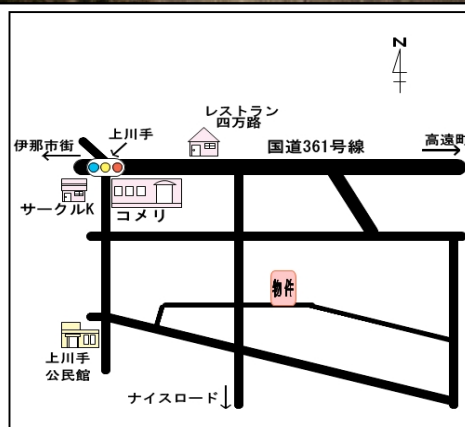 N
レストラン
四万路
上川手
伊那市街
国道361号線
高遠町
サークルK
コメリ
物件
上川手
公民館
ナイスロード